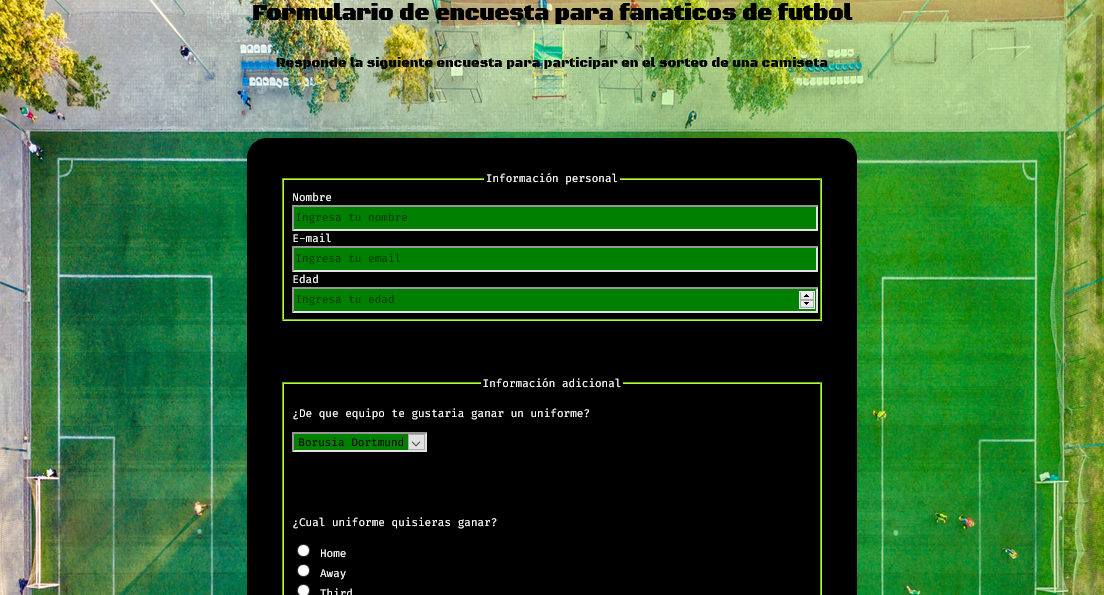 Formulario de encuesta para fanaticos de futbol
Responde la siguiente encuesta para participar en el sorteo de una camiseta
Información personal
Nombre
Ingresa tu nombre
E-mail
Ingresa tu email
Edad
Ingresa tu edad
Información adicional
¿De que equipo te gustaria ganar un uniforme?
Borusia Dortmund
¿Cual uniforme quisieras ganar?
Home
Away
Third